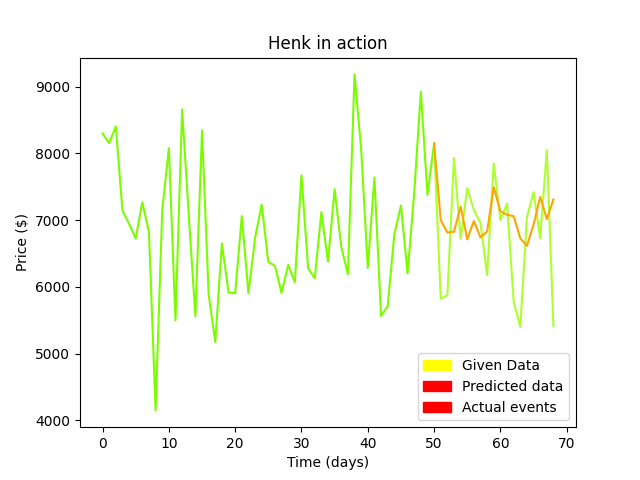 Henk in action
Price ($)
9000
8000
7000
6000
5000
4000
Given Data
Predicted data
Actual events
0 10 20 30 40 50 60 70
Time (days)